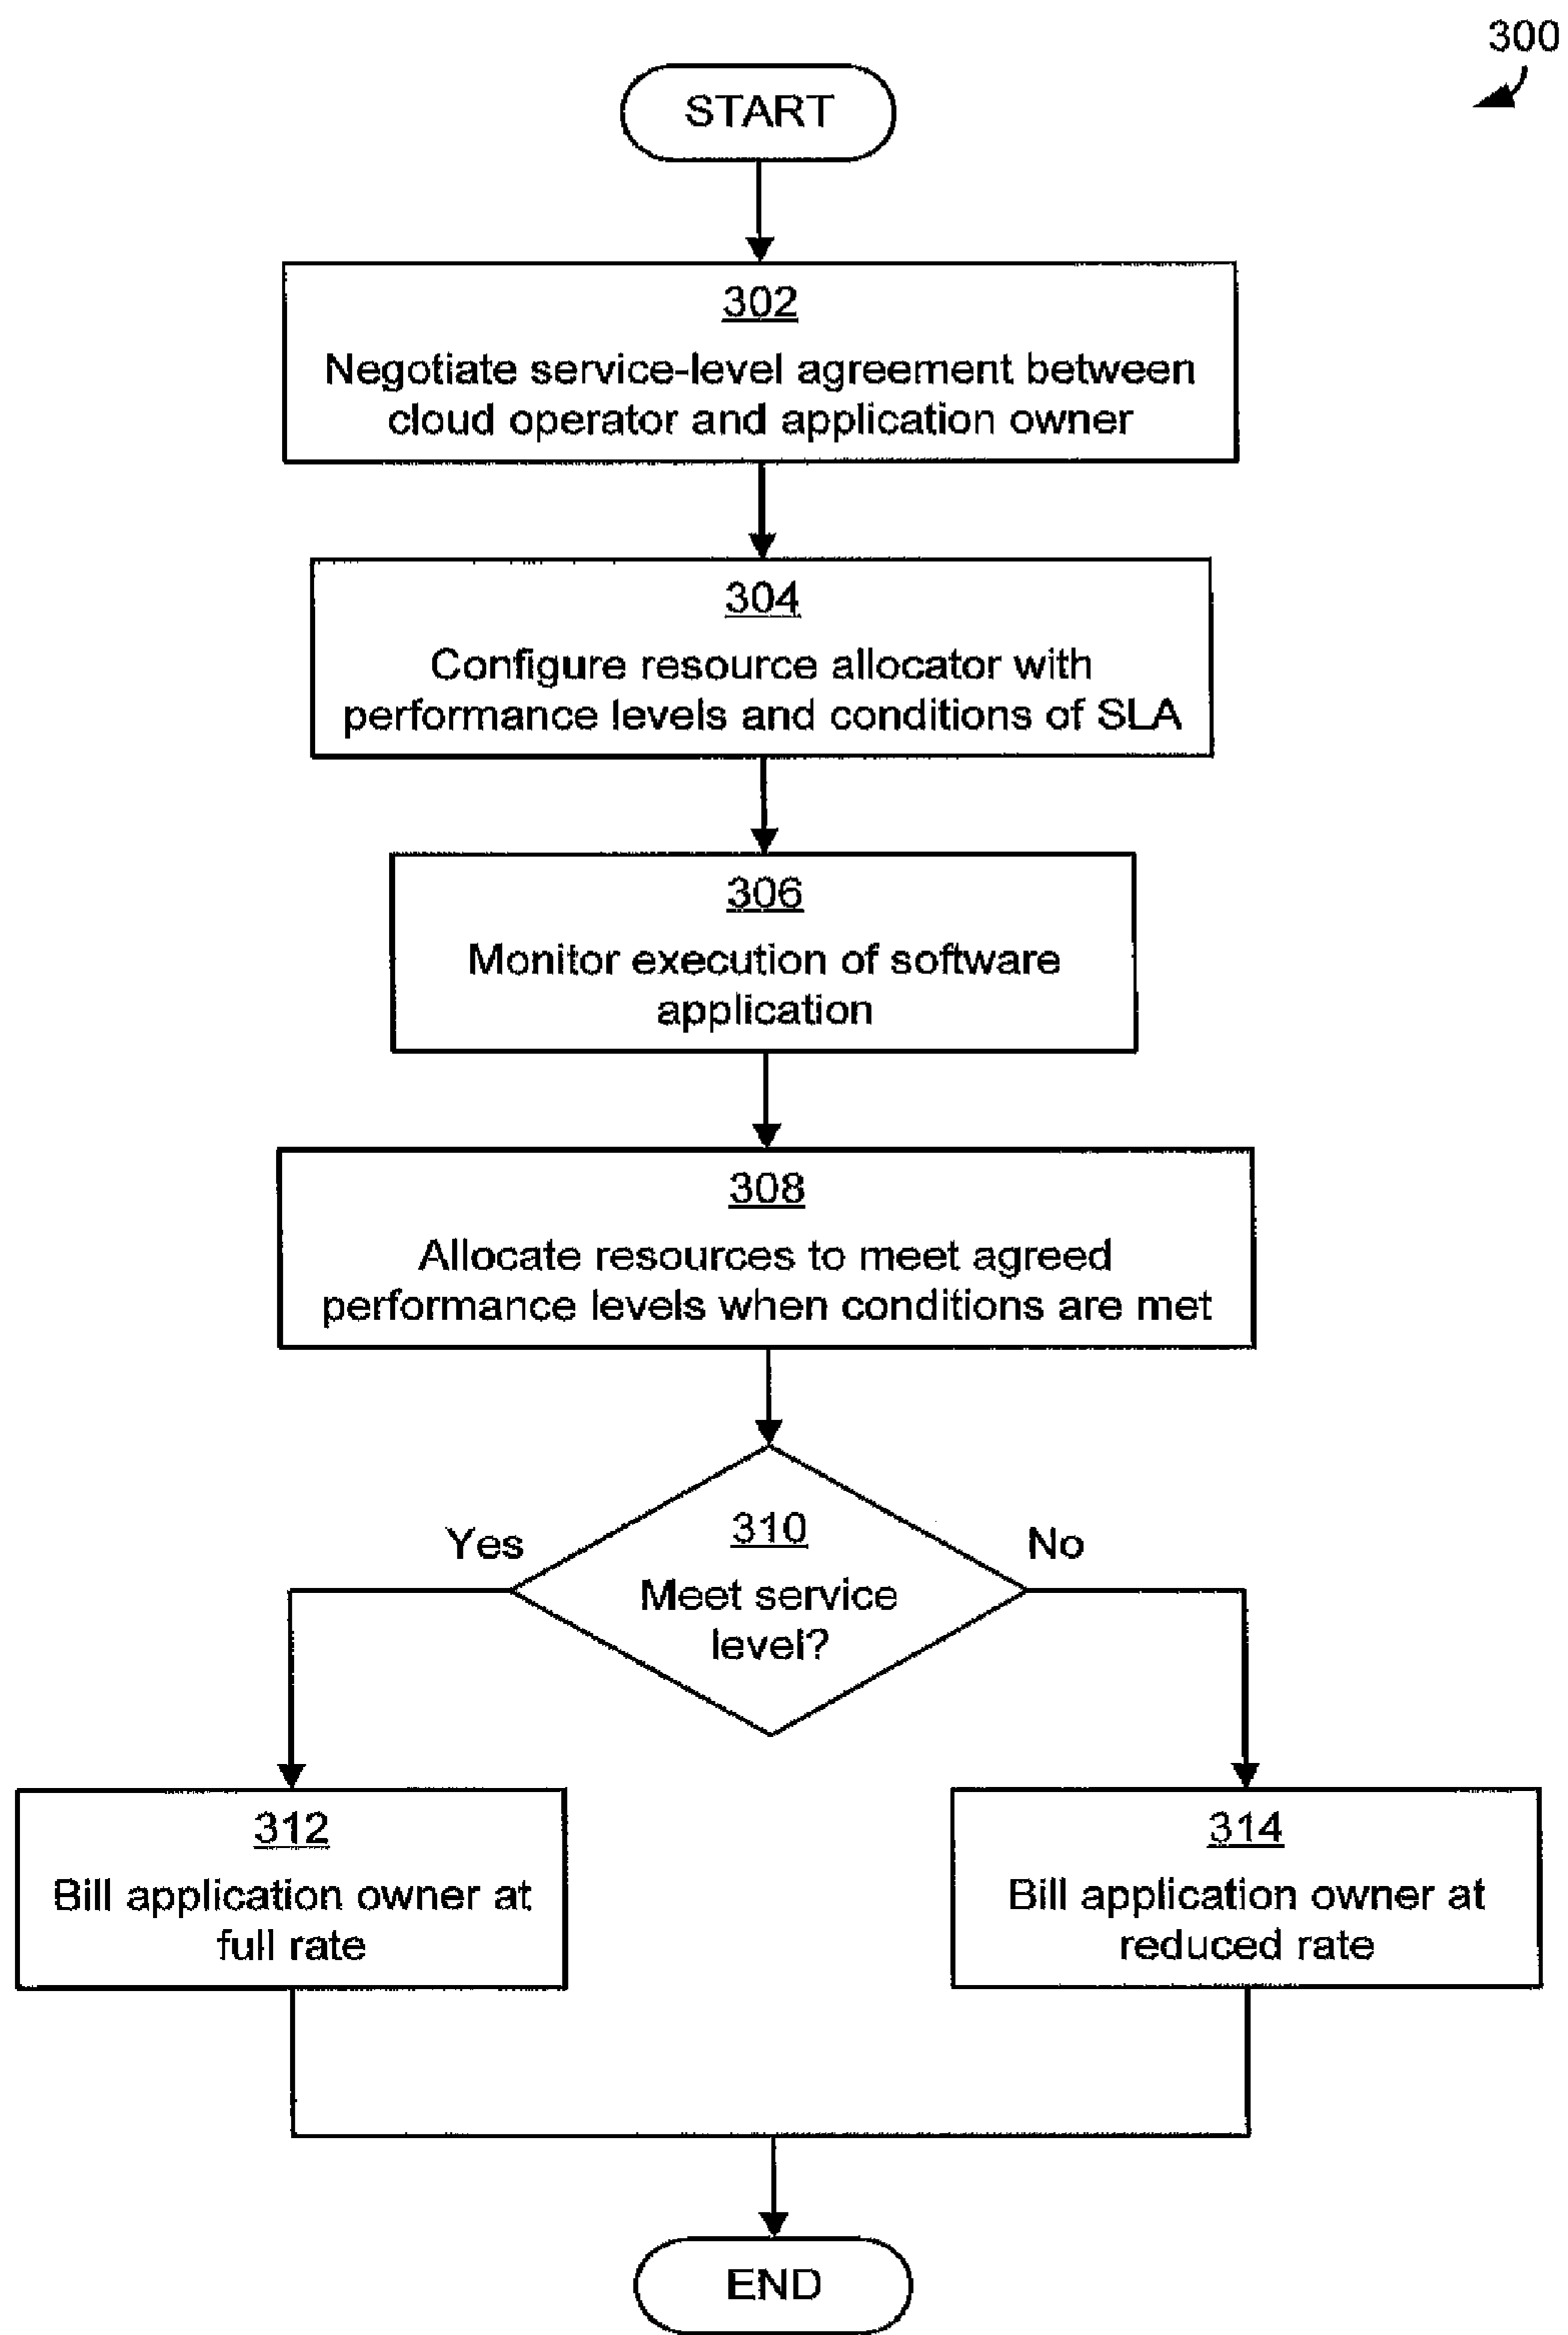 300
START
302
Negotiate service-level agreement between
cloud operator and application owner
304
Configure resource allocator with
performance levels and conditions of SLA
306
Monitor execution of software
application
308
Allocate resources to meet agreed
performance levels when conditions are met
310
Meet service
level?
Yes
No
312
Bill application owner at
full rate
314
Bill application owner at
reduced rate
END